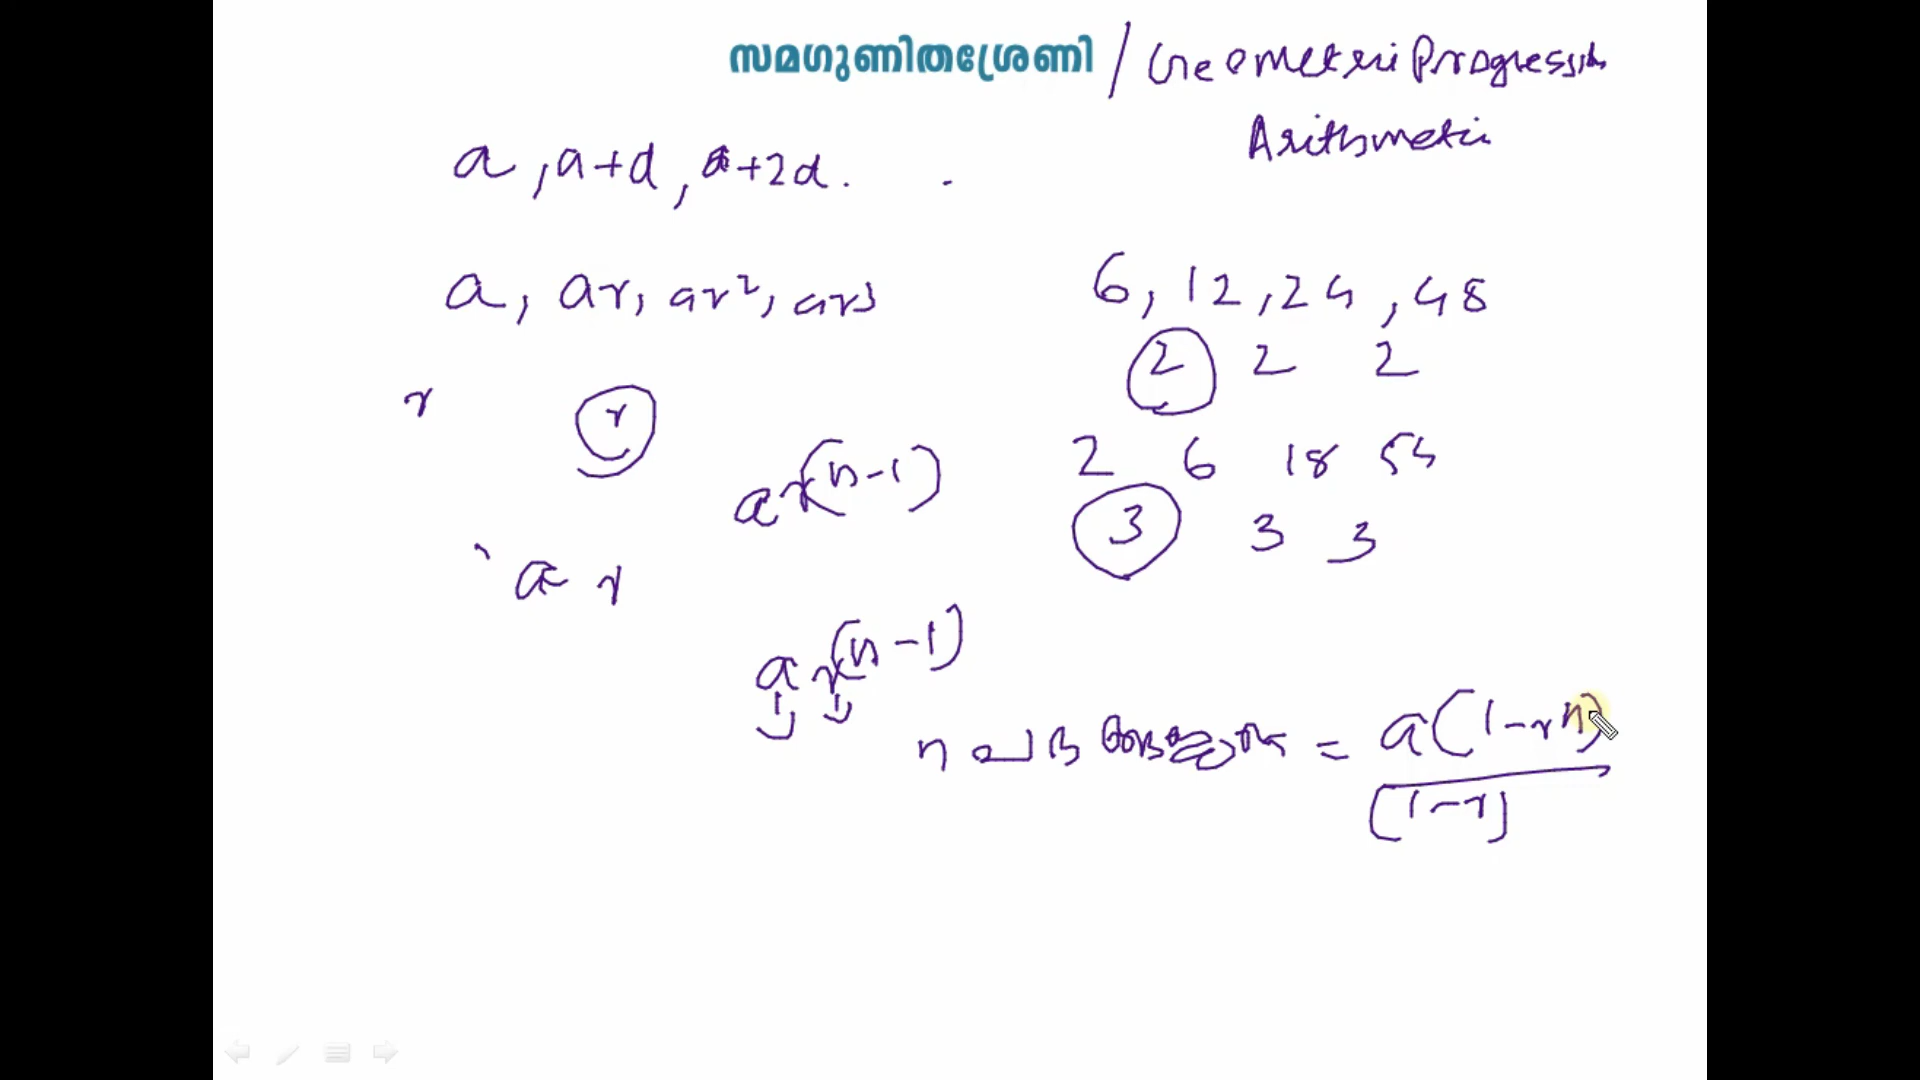 സമഗുണിതശ്രേണി / Geometric Progression
Arithmetic
a, a+d, a+2d. .
a, ar, ar², ar³
6, 12, 24, 48
2 2 2
r r
2 6 18 54
ar(n-1)
3 3 3
a r
ar(n-1)
n പദ = a(1-rⁿ)
(1-r)